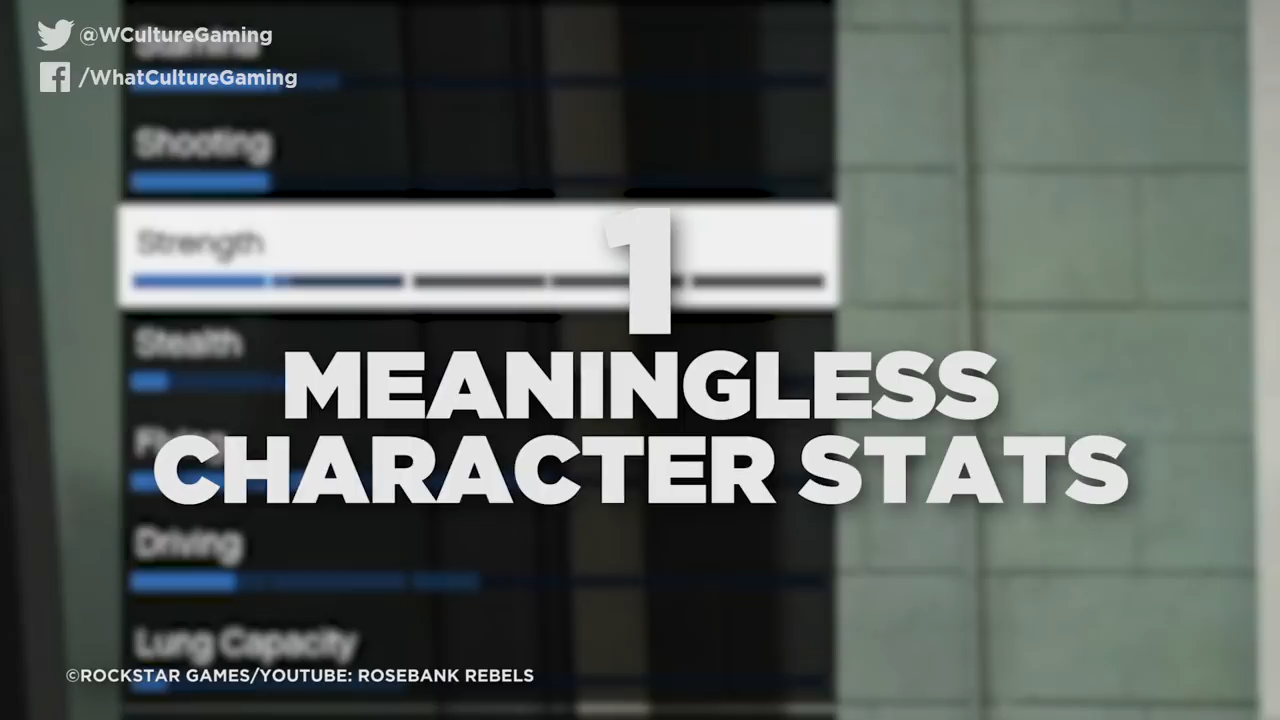 @WCultureGaming
/WhatCultureGaming
Shooting
Strength
1
Stealth
MEANINGLESS
CHARACTER STATS
Driving
Lung Capacity
©ROCKSTAR GAMES/YOUTUBE: ROSEBANK REBELS